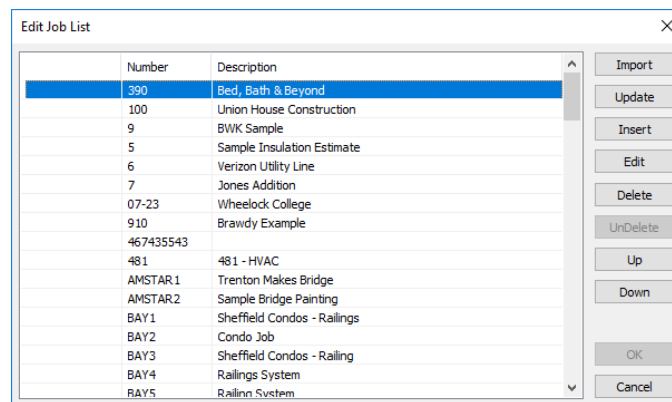 Edit Job List
Number Description
390 Bed, Bath & Beyond
100 Union House Construction
9 BWK Sample
5 Sample Insulation Estimate
6 Verizon Utility Line
7 Jones Addition
07-23 Wheelock College
910 Brawdy Example
467435543
481 481 - HVAC
AMSTAR1 Trenton Makes Bridge
AMSTAR2 Sample Bridge Painting
BAY1 Sheffield Condos - Railings
BAY2 Condo Job
BAY3 Sheffield Condos - Railing
BAY4 Railings System
BAY5 Railing System
Import
Update
Insert
Edit
Delete
UnDelete
Up
Down
OK
Cancel